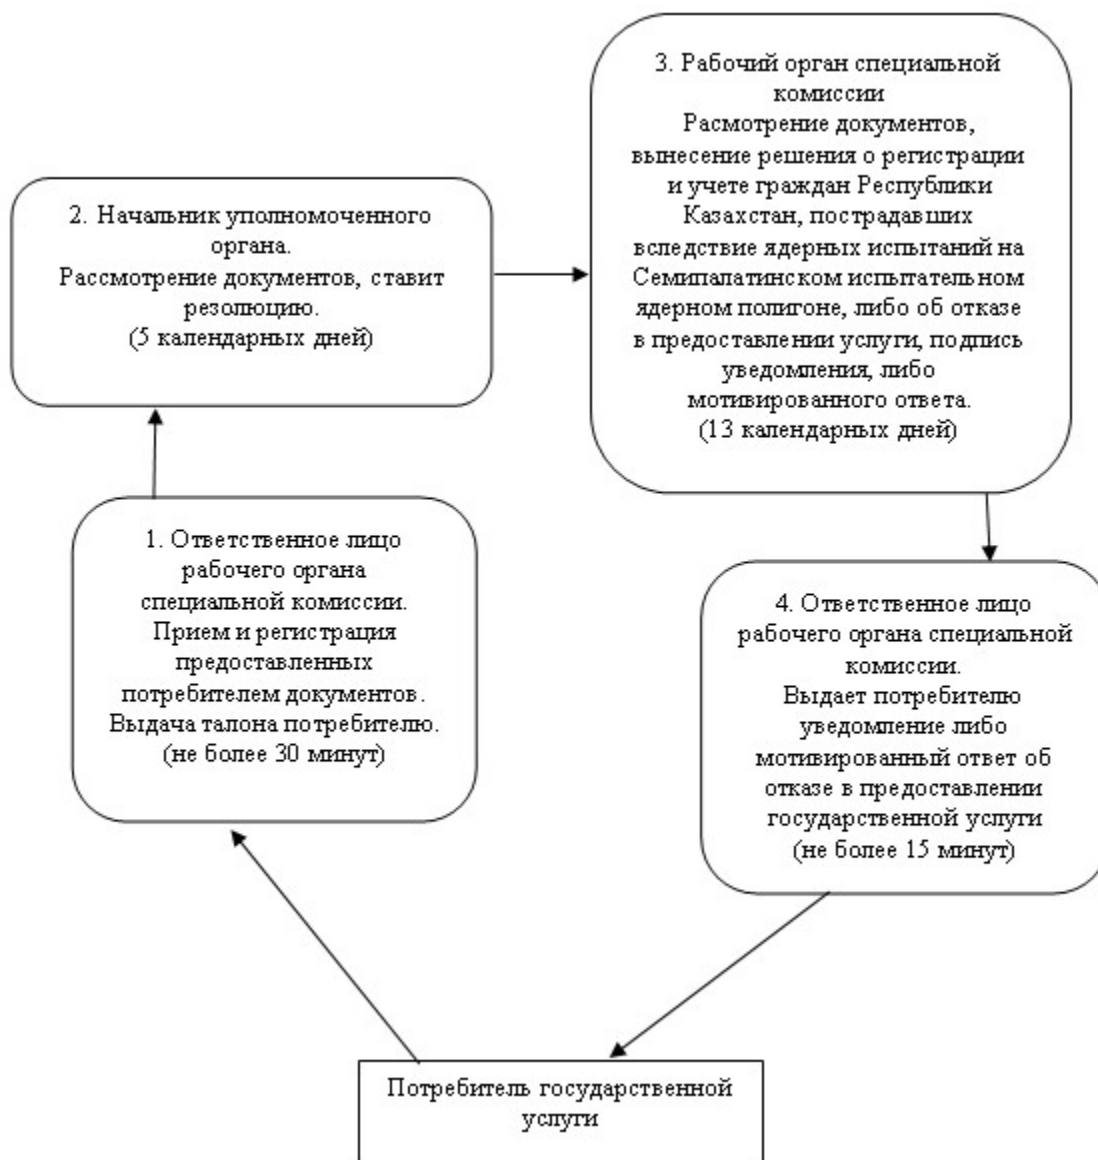 3. Рабочий орган специальной
комиссии
Расмотрение документов,
вынесение решения о регистрации
и учете граждан Республики
Казахстан, пострадавших
вследствие ядерных испытаний на
Семипалатинском испытательном
ядерном полигоне, либо об отказе
в предоставлении услуги, подпись
уведомления, либо
мотивированного ответа.
(13 календарных дней)
2. Начальник уполномоченного
органа.
Рассмотрение документов, ставит
резолюцию.
(5 календарных дней)
1. Ответственное лицо
рабочего органа
специальной комиссии.
Прием и регистрация
предоставленных
потребителем документов.
Выдача талона потребителю.
(не более 30 минут)
4. Ответственное лицо
рабочего органа специальной
комиссии.
Выдает потребителю
уведомление либо
мотивированный ответ об
отказе в предоставлении
государственной услуги
(не более 15 минут)
Потребитель государственной
услуги